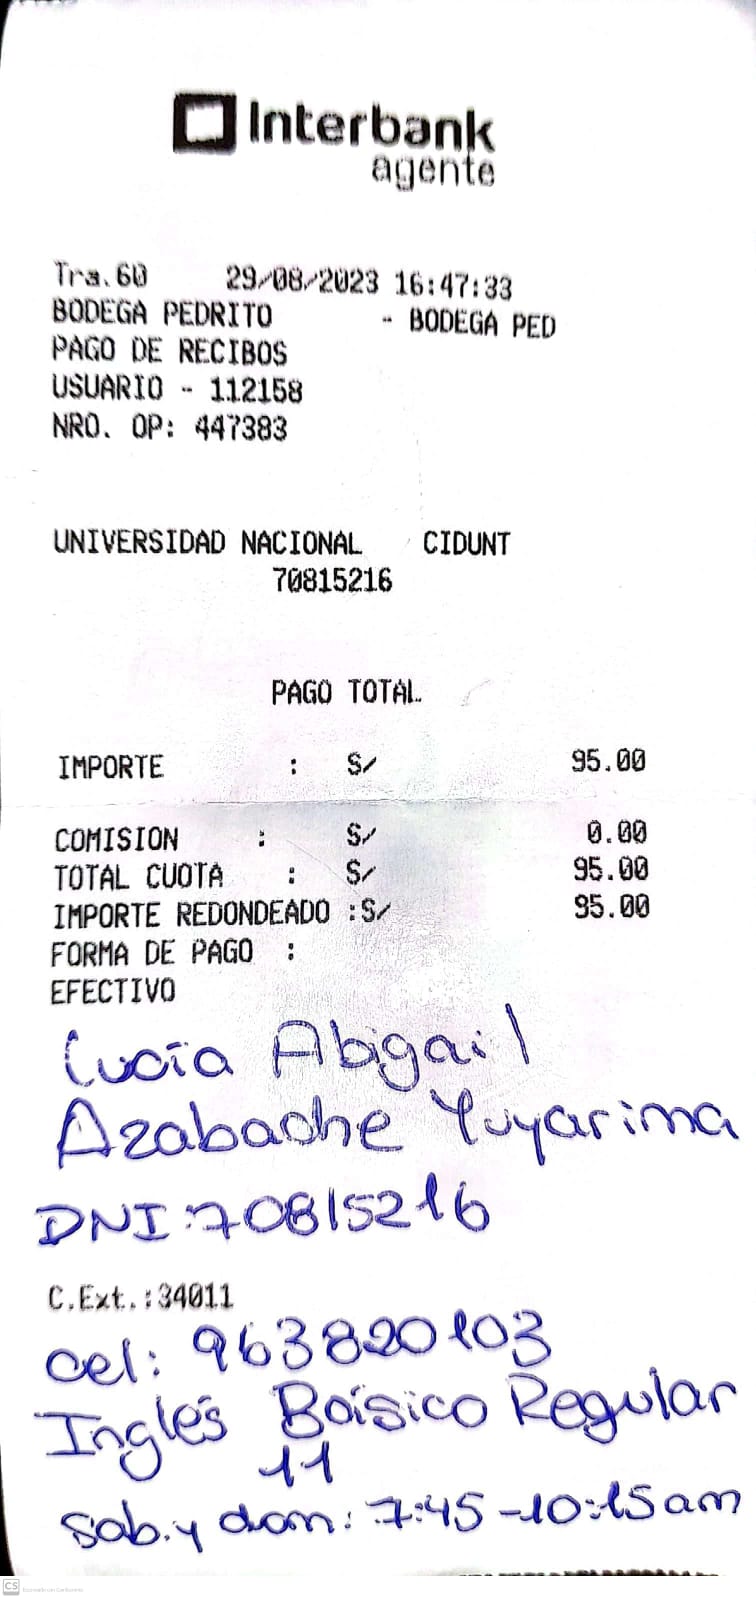 Interbank
agente
Tra.60 29/08/2023 16:47:33
BODEGA PEDRITO - BODEGA PED
PAGO DE RECIBOS
USUARIO - 112158
NRO. OP: 447383
UNIVERSIDAD NACIONAL CIDUNT
70815216
PAGO TOTAL
IMPORTE : S/ 95.00
COMISION : S/ 0.00
TOTAL CUOTA : S/ 95.00
IMPORTE REDONDEADO :S/ 95.00
FORMA DE PAGO :
EFECTIVO
Lucía Abigail
Azabache Yuyarima
DNI:70815216
C.Ext.:34011
cel: 963820103
Inglés Básico Regular
11
sab. y dom: 7:45 -10:15am
CS